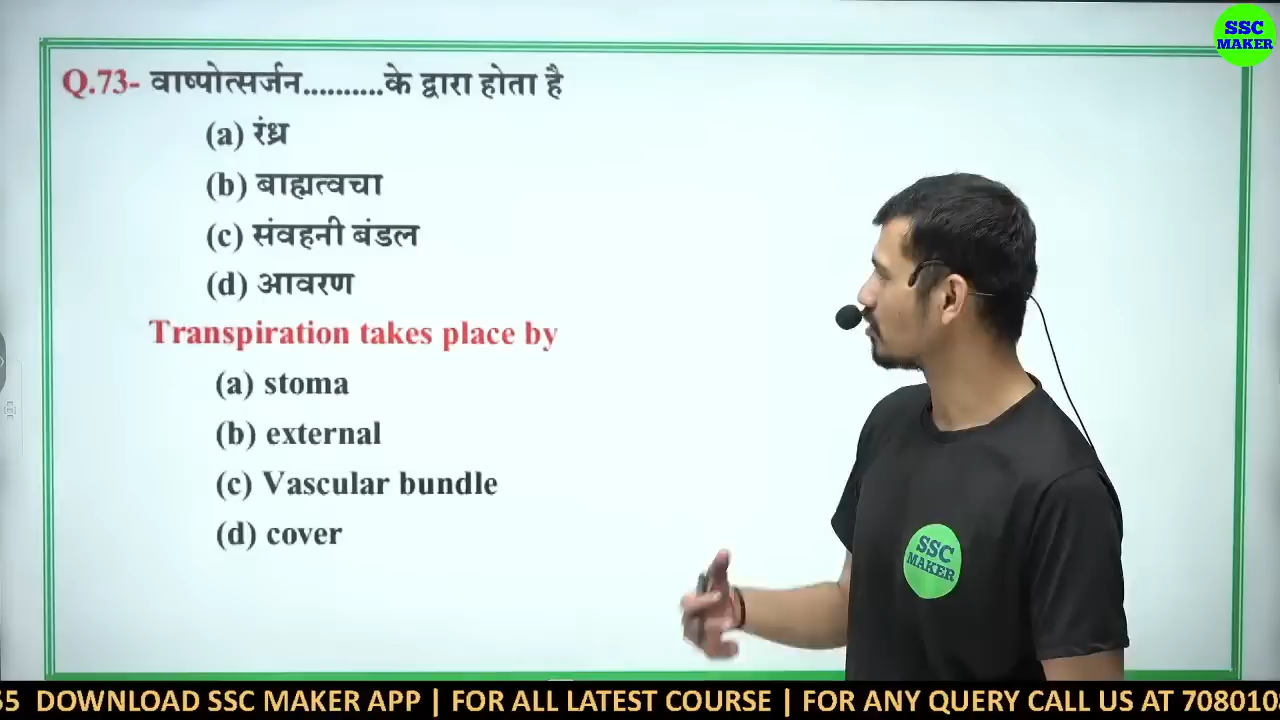 SSC
MAKER
Q.73- वाष्पोत्सर्जन..........के द्वारा होता है
(a) रंध्र
(b) बाह्यत्वचा
(c) संवहनी बंडल
(d) आवरण
Transpiration takes place by
(a) stoma
(b) external
(c) Vascular bundle
(d) cover
SSC
MAKER
DOWNLOAD SSC MAKER APP | FOR ALL LATEST COURSE | FOR ANY QUERY CALL US AT 708010